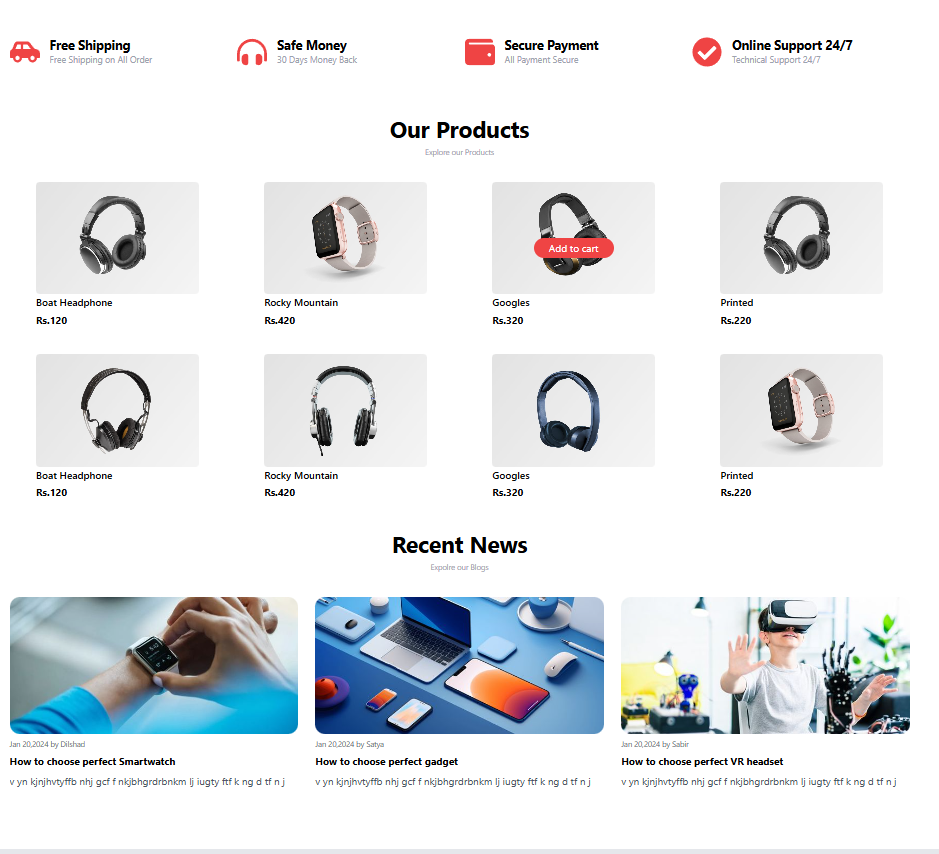 Free Shipping
Free Shipping on All Order
Safe Money
30 Days Money Back
Secure Payment
All Payment Secure
Online Support 24/7
Technical Support 24/7
Our Products
Explore our Products
Add to cart
Boat Headphone
Rs.120
Rocky Mountain
Rs.420
Googles
Rs.320
Printed
Rs.220
Boat Headphone
Rs.120
Rocky Mountain
Rs.420
Googles
Rs.320
Printed
Rs.220
Recent News
Expolre our Blogs
Jan 20,2024 by Dilshad
How to choose perfect Smartwatch
v yn kjnjhvtyffb nhj gcf f nkjbhgrdrbnkm lj iugty ftf k ng d tf n j
Jan 20,2024 by Satya
How to choose perfect gadget
v yn kjnjhvtyffb nhj gcf f nkjbhgrdrbnkm lj iugty ftf k ng d tf n j
Jan 20,2024 by Sabir
How to choose perfect VR headset
v yn kjnjhvtyffb nhj gcf f nkjbhgrdrbnkm lj iugty ftf k ng d tf n j